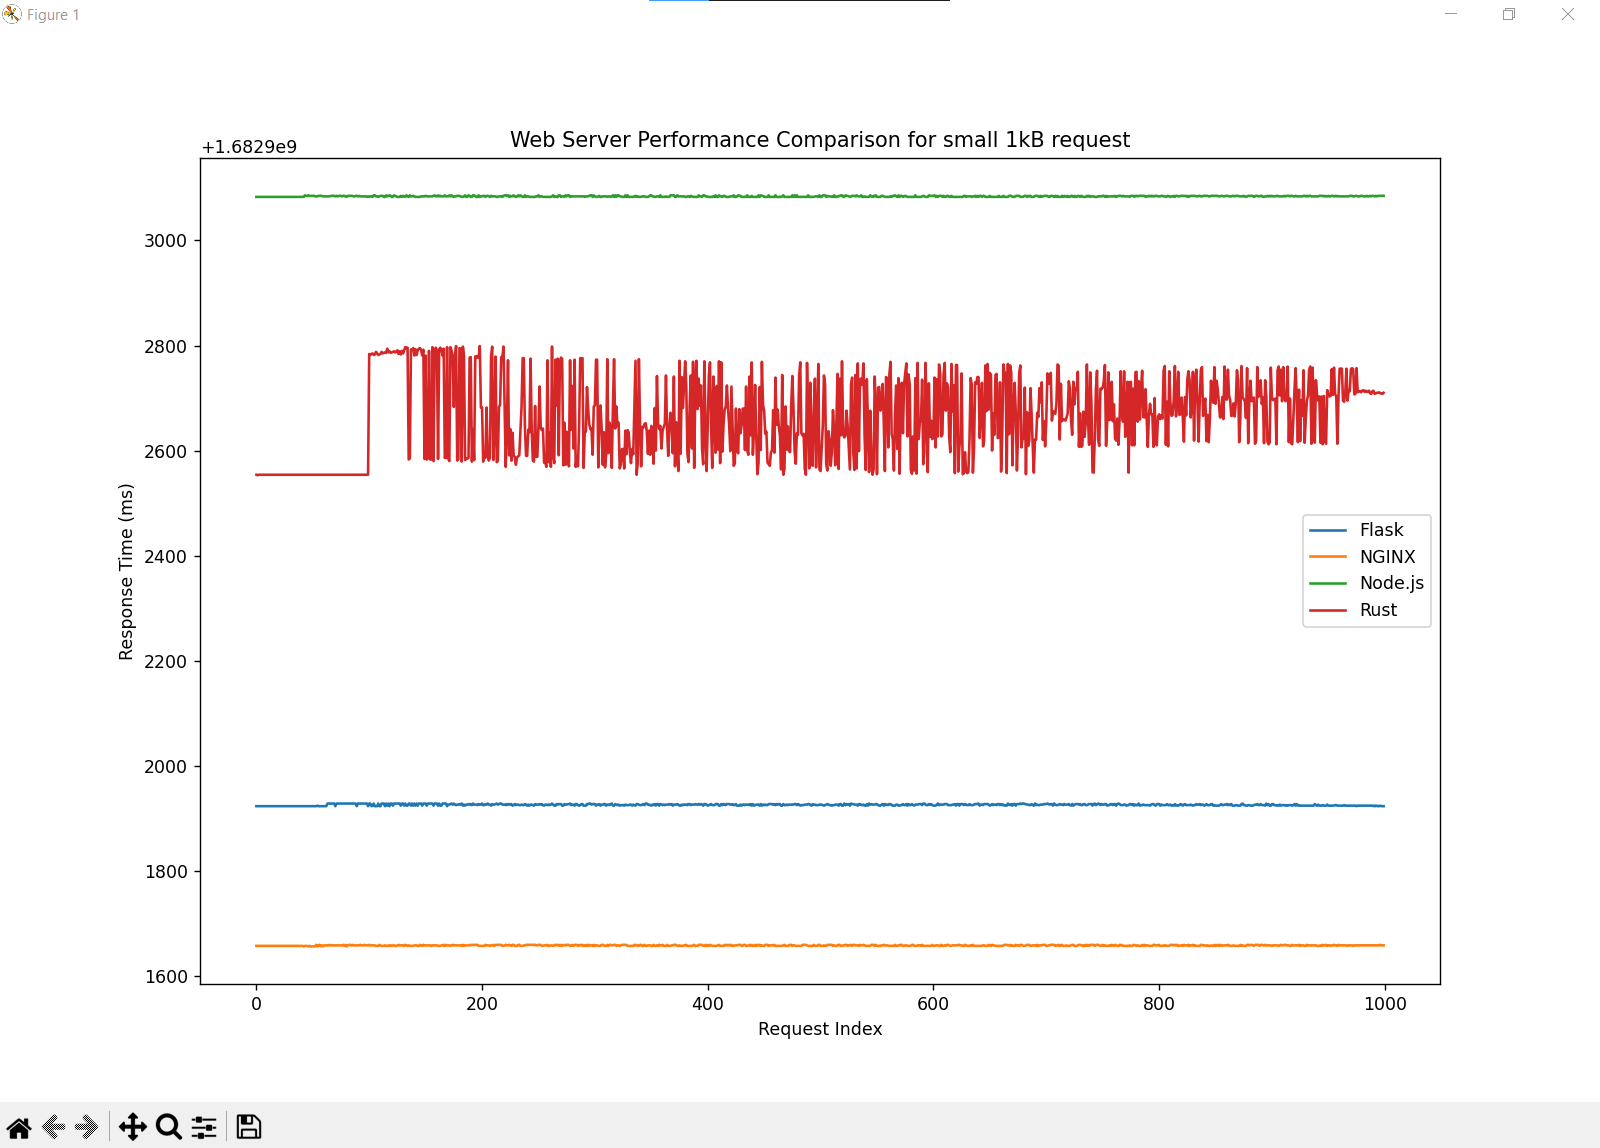 Figure 1
+1.6829e9
Web Server Performance Comparison for small 1kB request
3000
2800
2600
2400
2200
2000
1800
1600
Response Time (ms)
Flask
NGINX
Node.js
Rust
0 200 400 600 800 1000
Request Index